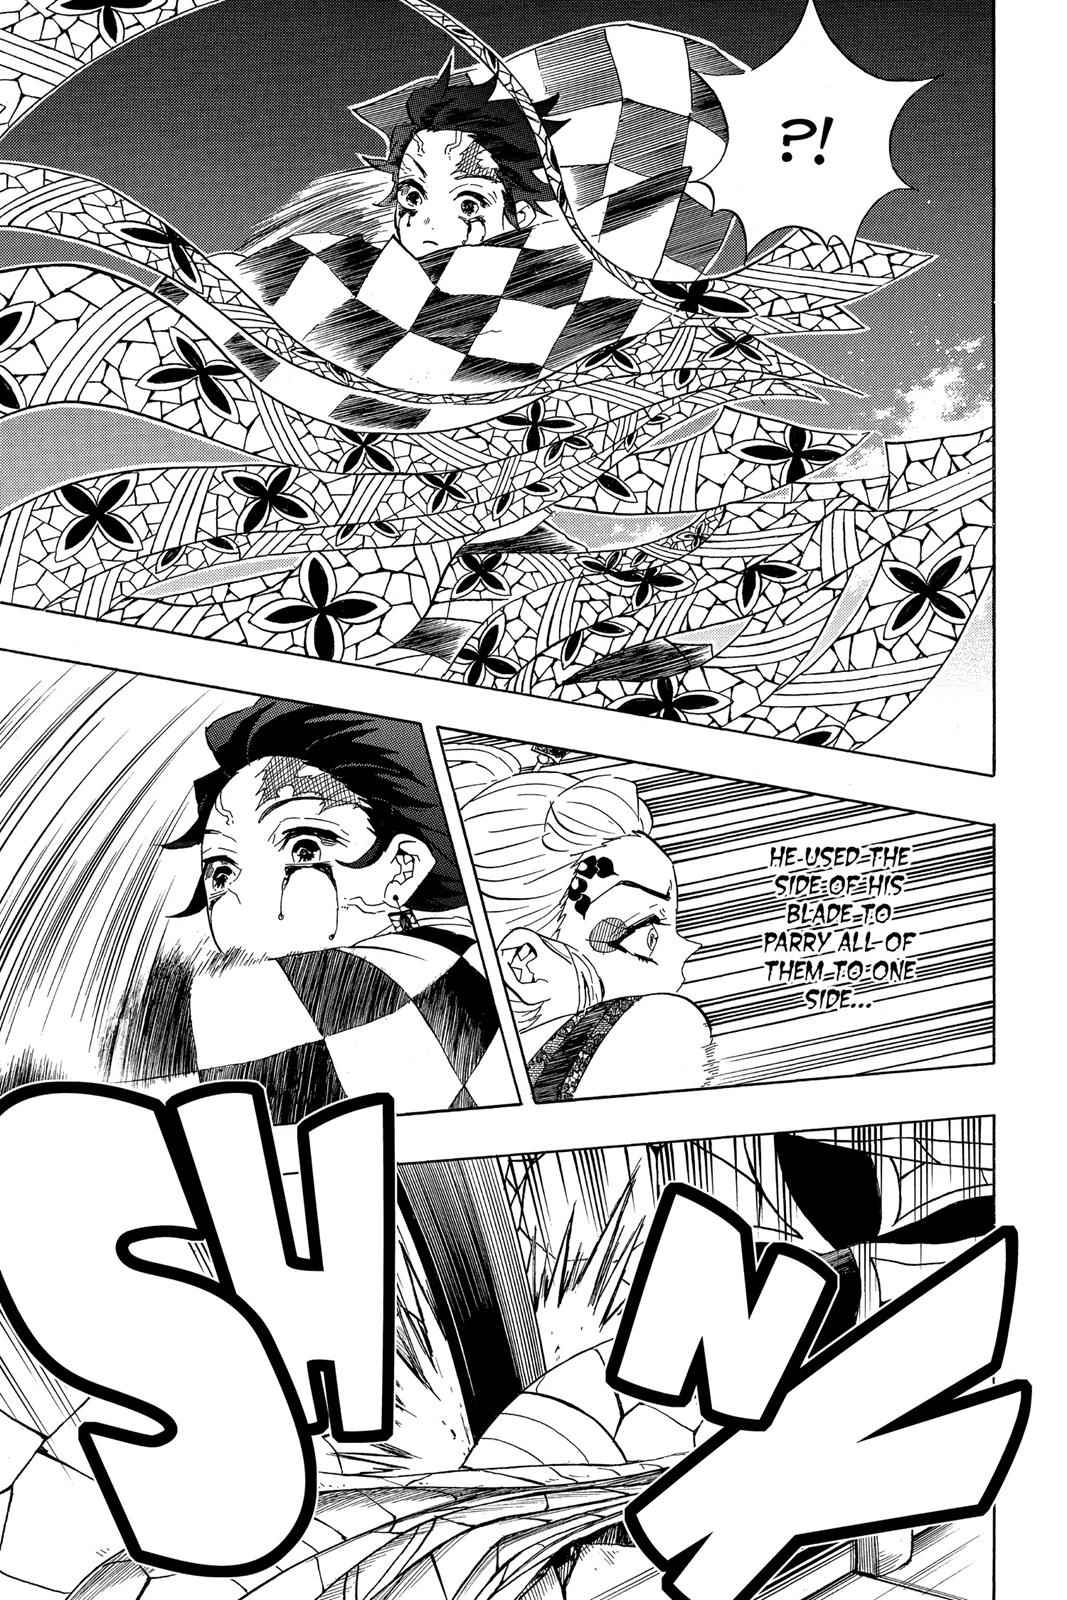 ?!
HE USED THE
SIDE OF HIS
BLADE TO
PARRY ALL OF
THEM TO ONE
SIDE...
SHNK